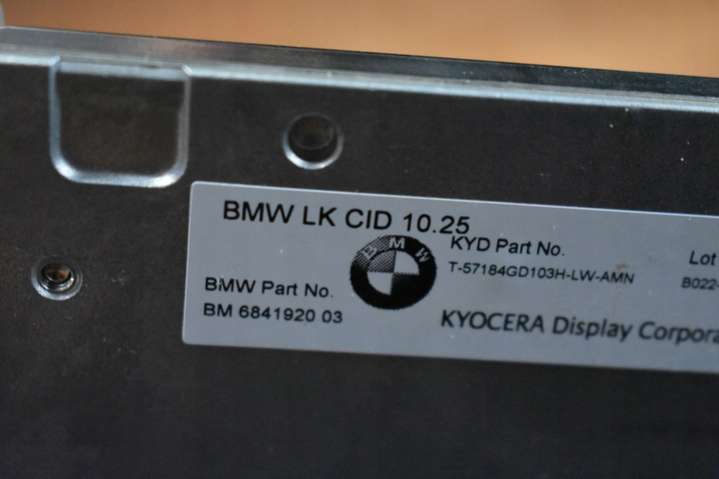 BMW LK CID 10.25
BMW
KYD Part No.
T-57184GD103H-LW-AMN
Lot
B022-
BMW Part No.
BM 6841920 03
KYOCERA Display Corpora